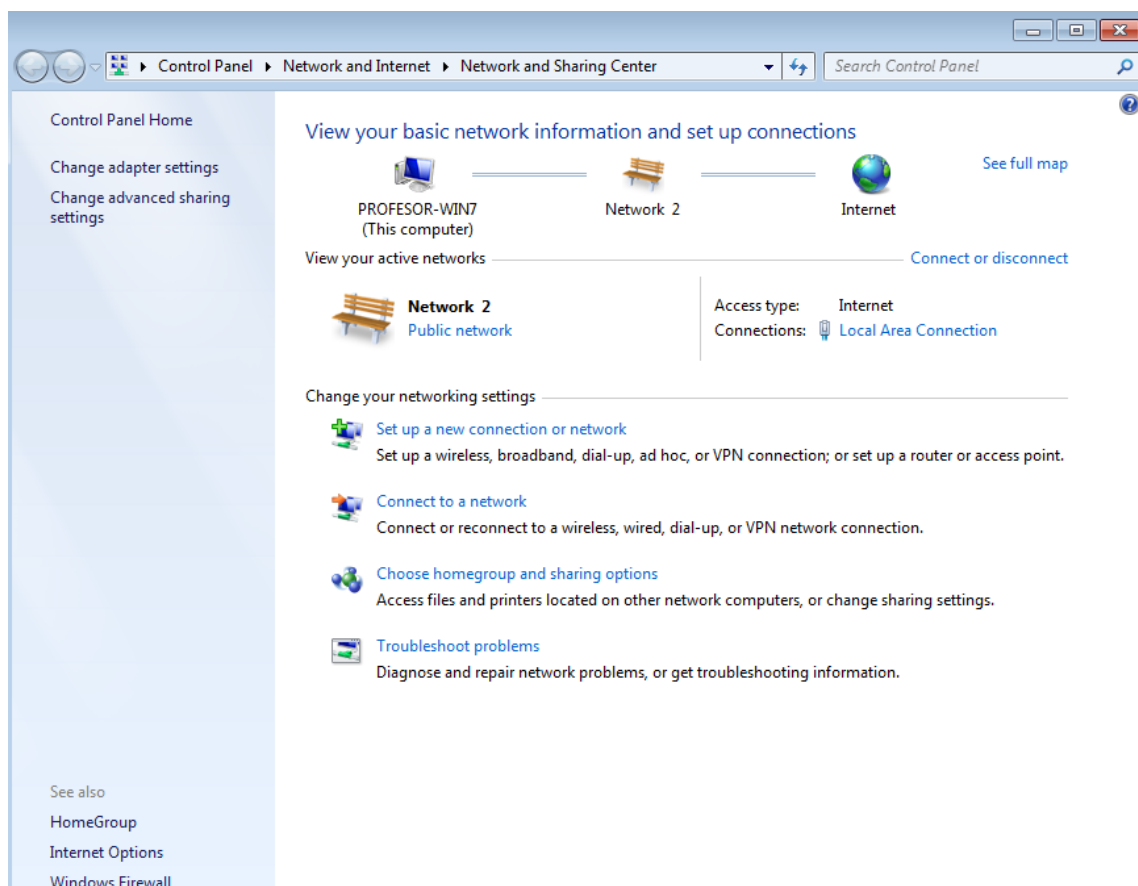 Control Panel Network and Internet Network and Sharing Center Search Control Panel
Control Panel Home
Change adapter settings
Change advanced sharing
settings
See also
HomeGroup
Internet Options
Windows Firewall
View your basic network information and set up connections
See full map
PROFESOR-WIN7
(This computer)
Network 2
Internet
View your active networks Connect or disconnect
Network 2
Public network
Access type: Internet
Connections: Local Area Connection
Change your networking settings
Set up a new connection or network
Set up a wireless, broadband, dial-up, ad hoc, or VPN connection; or set up a router or access point.
Connect to a network
Connect or reconnect to a wireless, wired, dial-up, or VPN network connection.
Choose homegroup and sharing options
Access files and printers located on other network computers, or change sharing settings.
Troubleshoot problems
Diagnose and repair network problems, or get troubleshooting information.